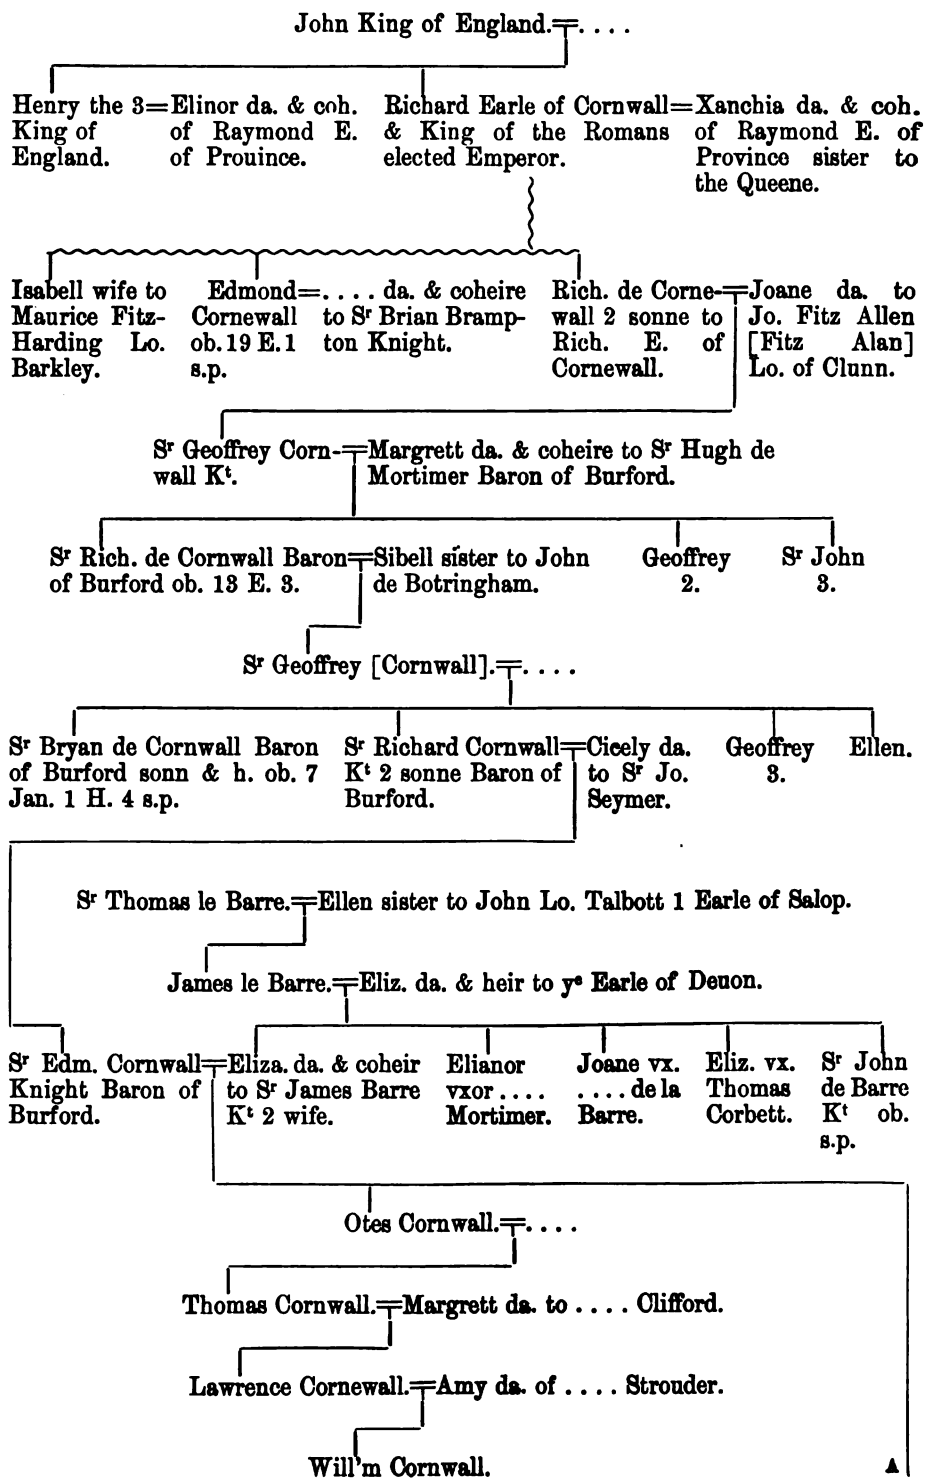 John King of England.=. . . .
Henry the 3=Elinor da. & coh.
King of of Raymond E.
England. of Prouince.
Richard Earle of Cornwall=Xanchia da. & coh.
& King of the Romans of Raymond E. of
elected Emperor. Province sister to
the Queene.
Isabell wife to
Maurice Fitz-
Harding Lo.
Barkley.
Edmond=. . . . da. & coheire
Cornewall to Sr Brian Bramp-
ob. 19 E. 1 ton Knight.
s.p.
Rich. de Corne-=Joane da. to
wall 2 sonne to Jo. Fitz Allen
Rich. E. of [Fitz Alan]
Cornewall. Lo. of Clunn.
Sr Geoffrey Corn-=Margrett da. & coheire to Sr Hugh de
wall Kt. Mortimer Baron of Burford.
Sr Rich. de Cornwall Baron=Sibell sister to John
of Burford ob. 13 E. 3. de Botringham.
Geoffrey
2.
Sr John
3.
Sr Geoffrey [Cornwall].=. . . .
Sr Bryan de Cornwall Baron
of Burford sonn & h. ob. 7
Jan. 1 H. 4 s.p.
Sr Richard Cornwall=Cicely da.
Kt 2 sonne Baron of to Sr Jo.
Burford. Seymer.
Geoffrey
3.
Ellen.
Sr Thomas le Barre.=Ellen sister to John Lo. Talbott 1 Earle of Salop.
James le Barre.=Eliz. da. & heir to ye Earle of Deuon.
Sr Edm. Cornwall=Eliza. da. & coheir
Knight Baron of to Sr James Barre
Burford. Kt 2 wife.
Elianor
vxor . . . .
Mortimer.
Joane vx.
. . . . de la
Barre.
Eliz. vx.
Thomas
Corbett.
Sr John
de Barre
Kt ob.
s.p.
Otes Cornwall.=. . . .
Thomas Cornwall.=Margrett da. to . . . . Clifford.
Lawrence Cornewall.=Amy da. of . . . . Strouder.
Will'm Cornwall.
A